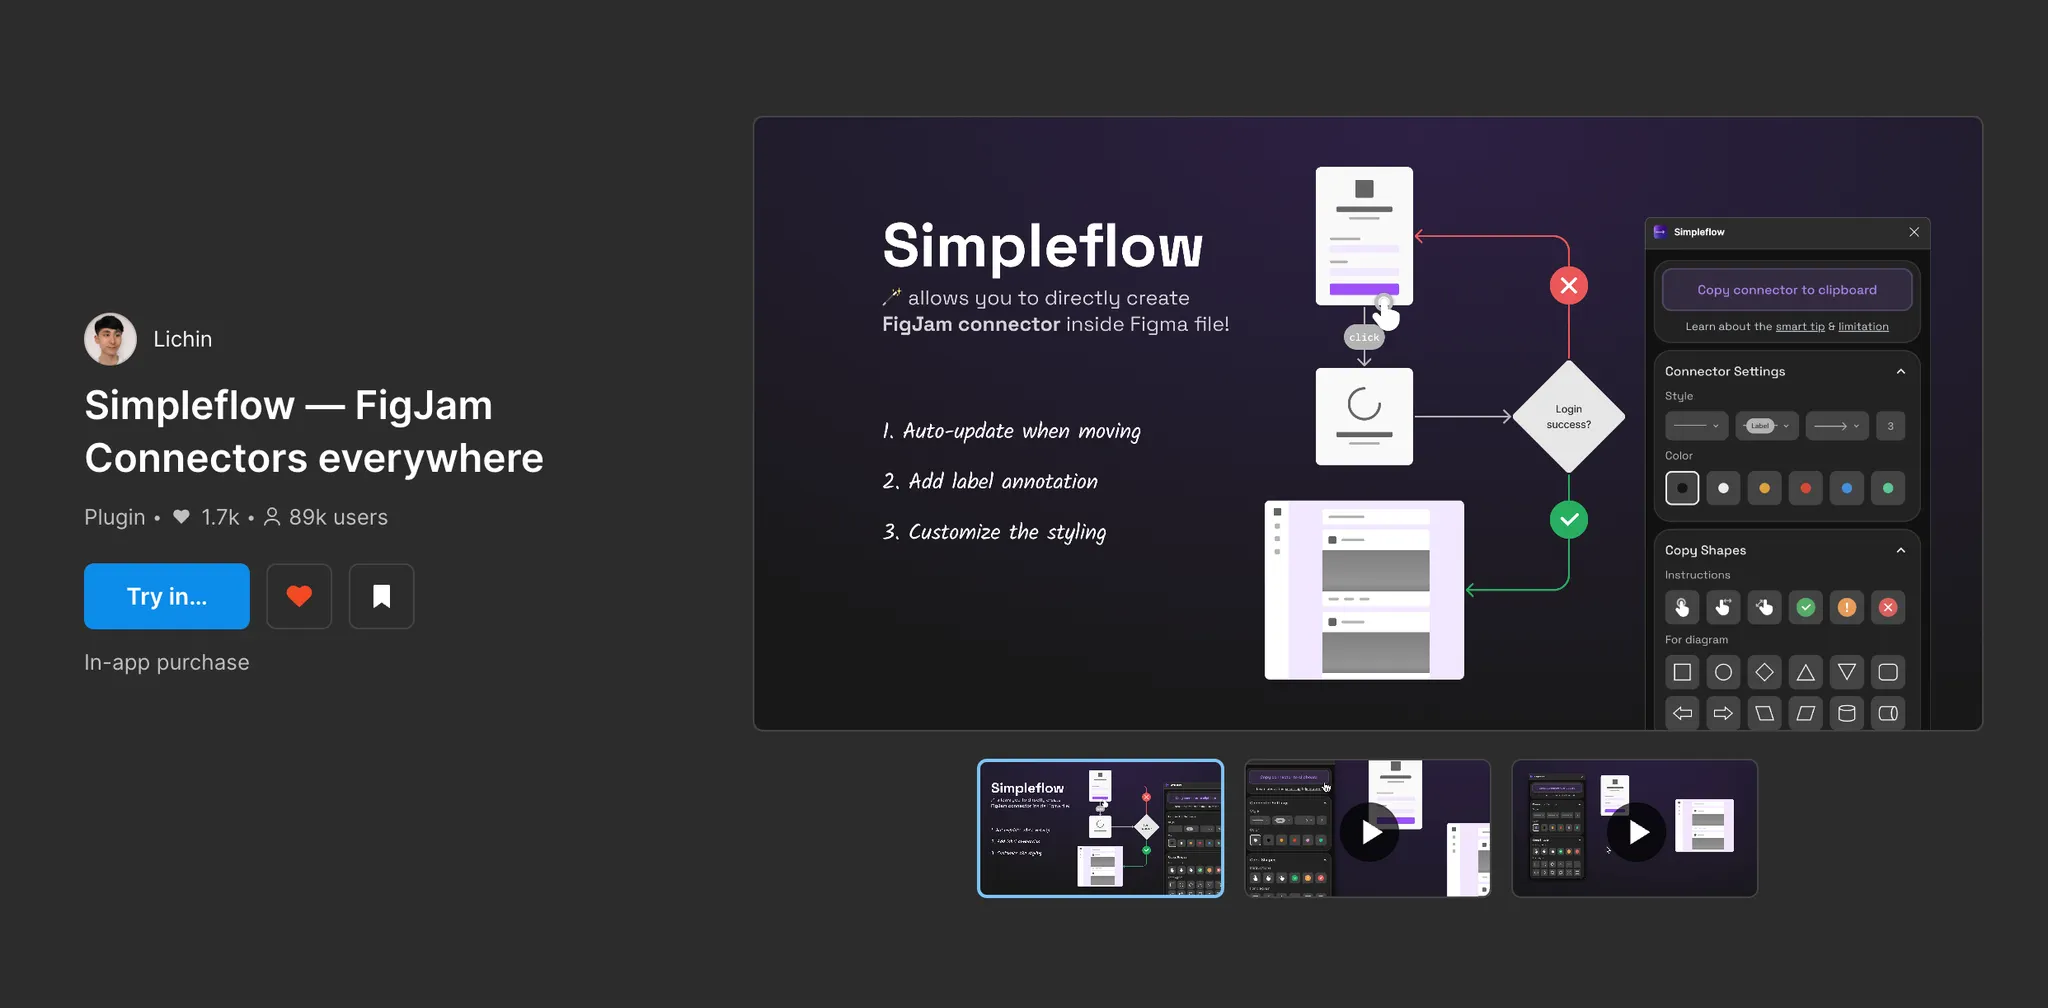 Lichin
Simpleflow — FigJam
Connectors everywhere
Plugin • 1.7k • 89k users
Try in...
In-app purchase
Simpleflow
🪄 allows you to directly create
FigJam connector inside Figma file!
1. Auto-update when moving
2. Add label annotation
3. Customize the styling
click
Login
success?
Simpleflow
Copy connector to clipboard
Learn about the smart tip & limitation
Connector Settings
Style
Label
3
Color
Copy Shapes
Instructions
For diagram
Simpleflow